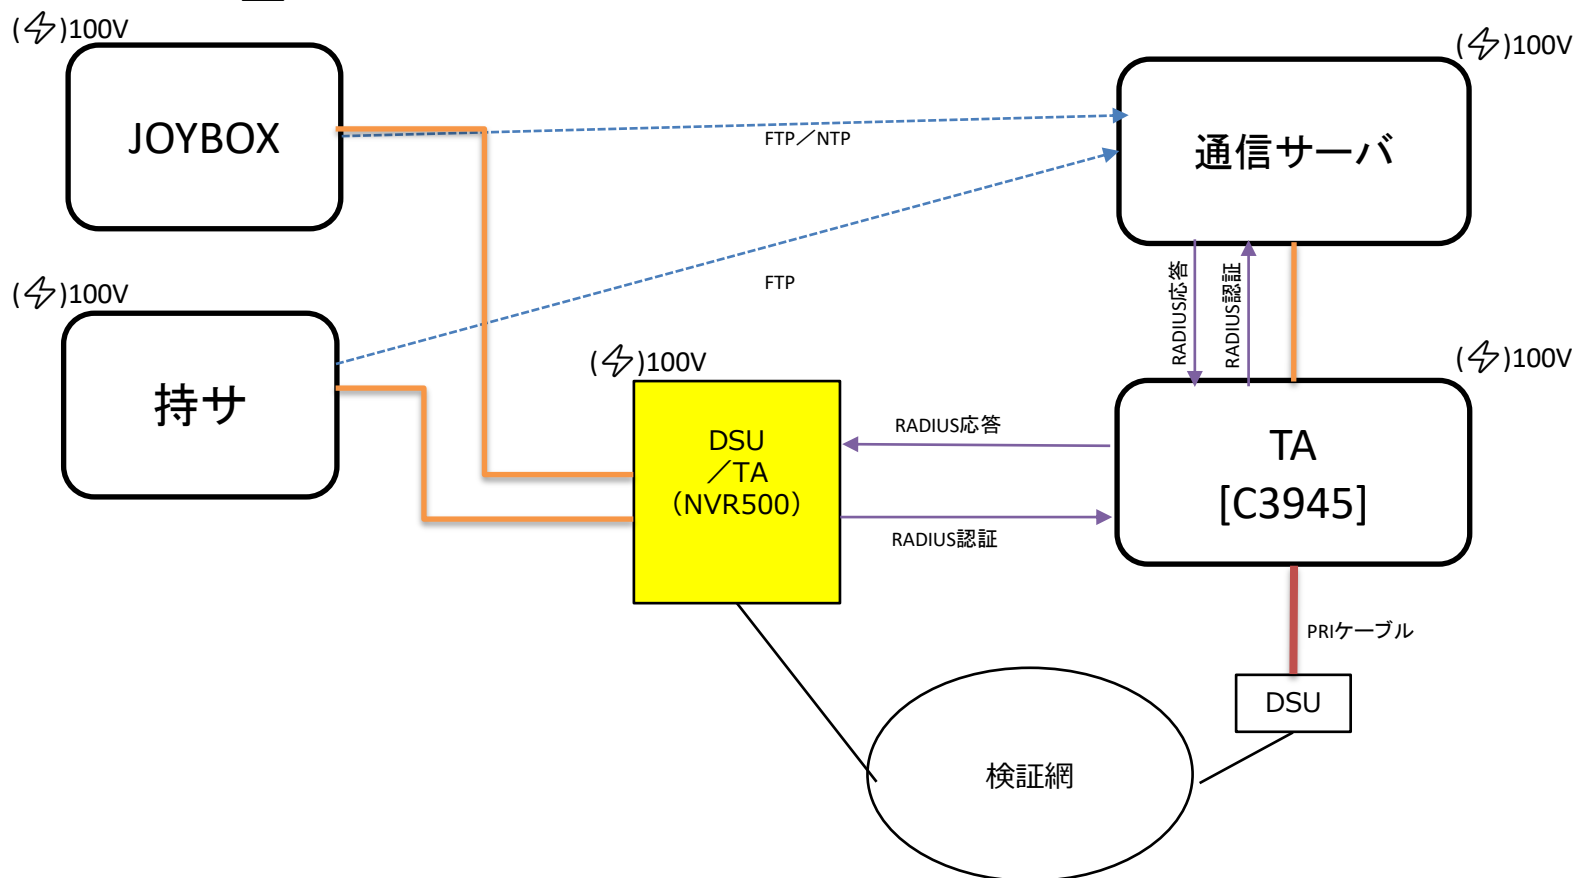 (⚡)100V
JOYBOX
FTP／NTP
(⚡)100V
通信サーバ
(⚡)100V
持サ
FTP
RADIUS応答
RADIUS認証
(⚡)100V
DSU
／TA
（NVR500）
RADIUS応答
RADIUS認証
(⚡)100V
TA
[C3945]
PRIケーブル
DSU
検証網